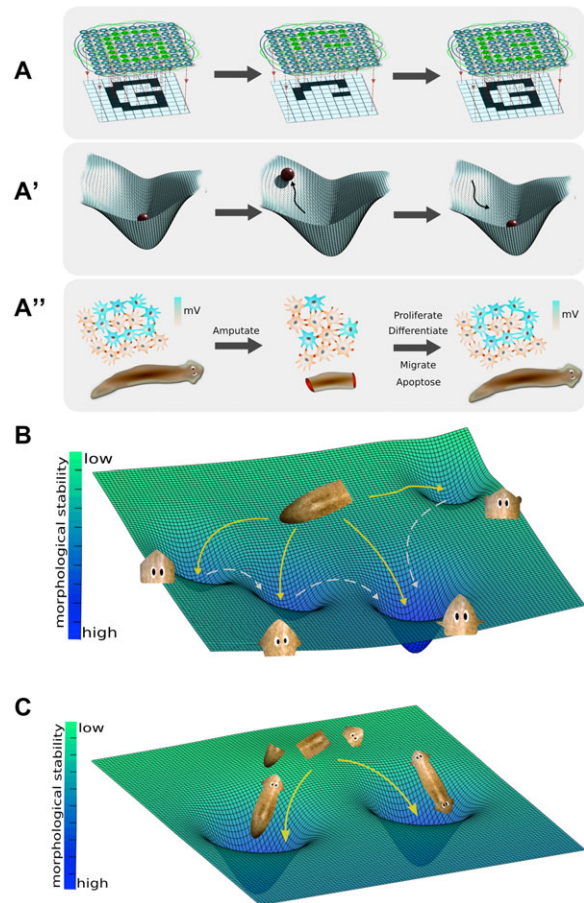 A
A'
A''
mV
Amputate
Proliferate
Differentiate
Migrate
Apoptose
mV
B
low
morphological stability
high
C
low
morphological stability
high